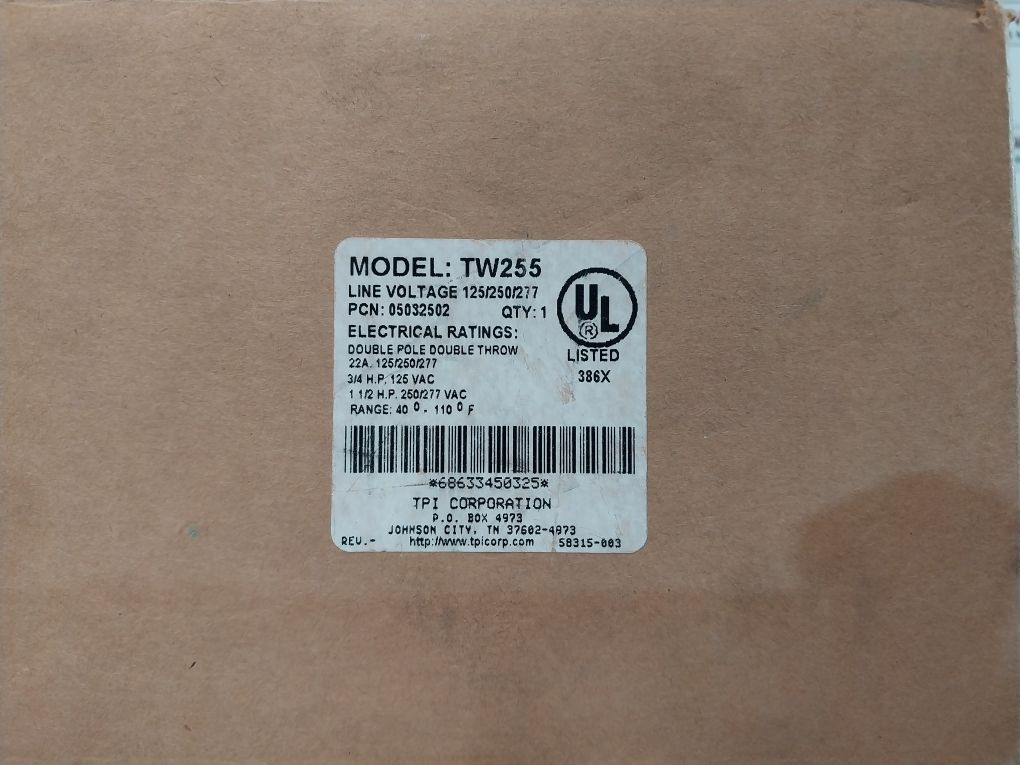 MODEL: TW255
LINE VOLTAGE 125/250/277
PCN: 05032502 QTY: 1
ELECTRICAL RATINGS:
DOUBLE POLE DOUBLE THROW
22A. 125/250/277
3/4 H.P. 125 VAC
1 1/2 H.P. 250/277 VAC
RANGE: 40 º - 110 º F
UL
®
LISTED
386X
*68633450325*
TPI CORPORATION
P.O. BOX 4973
JOHNSON CITY, TN 37602-4973
REV.- http://www.tpicorp.com 58315-003